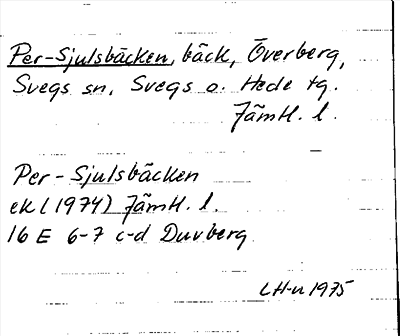 Per-Sjulsbäcken, bäck, Överberg,
Svegs sn, Svegs o. Hede tg.
Jämtl. l.
Per-Sjulsbäcken
ek (1974) Jämtl. l.
16 E 6-7 c-d Duvberg
LH-n 1975